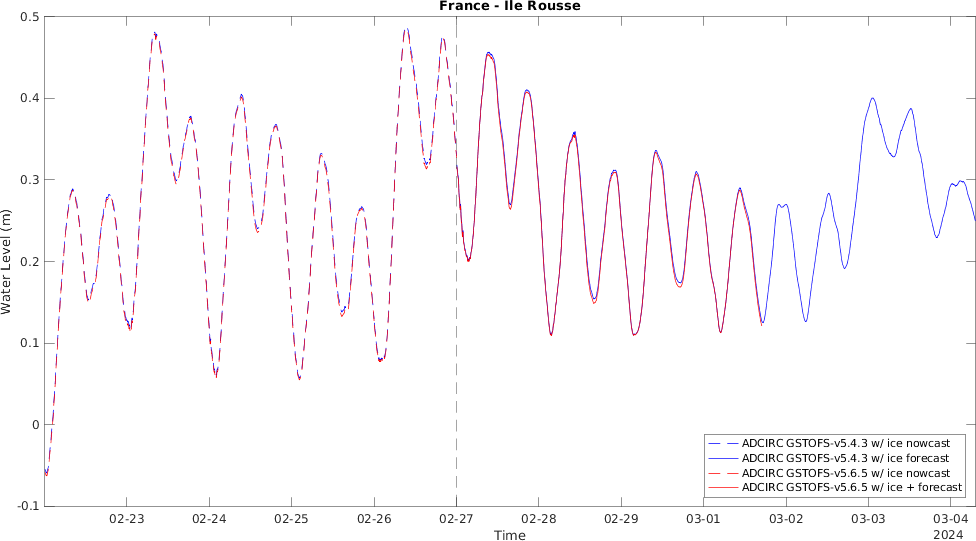 France - Ile Rousse
Water Level (m)
0.5
0.4
0.3
0.2
0.1
0
-0.1
ADCIRC GSTOFS-v5.4.3 w/ ice nowcast
ADCIRC GSTOFS-v5.4.3 w/ ice forecast
ADCIRC GSTOFS-v5.6.5 w/ ice nowcast
ADCIRC GSTOFS-v5.6.5 w/ ice + forecast
02-23 02-24 02-25 02-26 02-27 02-28 02-29 03-01 03-02 03-03 03-04
Time 2024